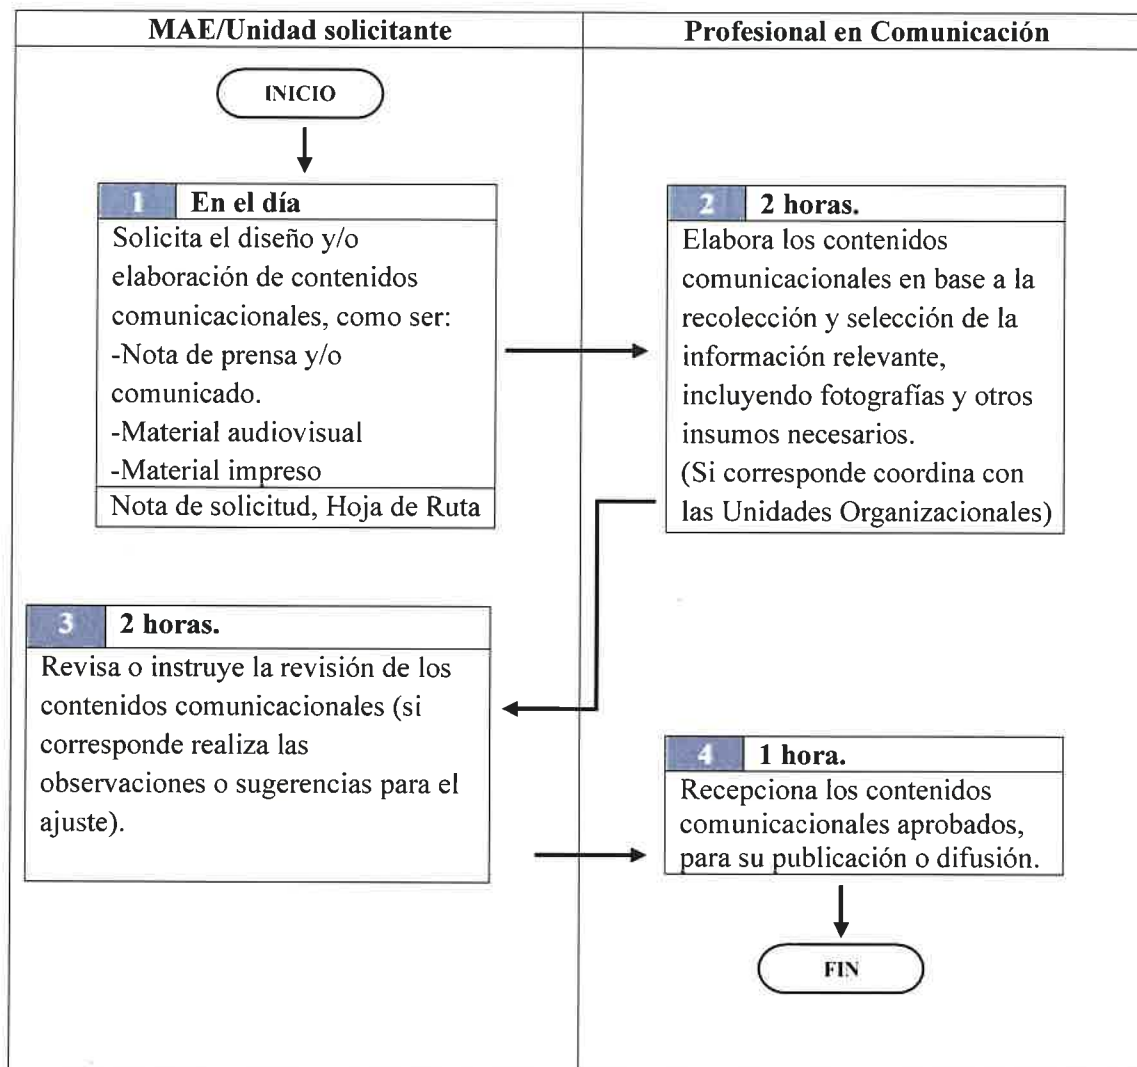 MAE/Unidad solicitante
Profesional en Comunicación
INICIO
1 En el día
Solicita el diseño y/o
elaboración de contenidos
comunicacionales, como ser:
-Nota de prensa y/o
comunicado.
-Material audiovisual
-Material impreso
Nota de solicitud, Hoja de Ruta
2 2 horas.
Elabora los contenidos
comunicacionales en base a la
recolección y selección de la
información relevante,
incluyendo fotografías y otros
insumos necesarios.
(Si corresponde coordina con
las Unidades Organizacionales)
3 2 horas.
Revisa o instruye la revisión de los
contenidos comunicacionales (si
corresponde realiza las
observaciones o sugerencias para el
ajuste).
4 1 hora.
Recepciona los contenidos
comunicacionales aprobados,
para su publicación o difusión.
FIN